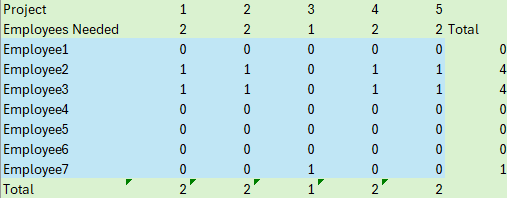 Project 1 2 3 4 5
Employees Needed 2 2 1 2 2 Total
Employee1 0 0 0 0 0 0
Employee2 1 1 0 1 1 4
Employee3 1 1 0 1 1 4
Employee4 0 0 0 0 0 0
Employee5 0 0 0 0 0 0
Employee6 0 0 0 0 0 0
Employee7 0 0 1 0 0 1
Total 2 2 1 2 2